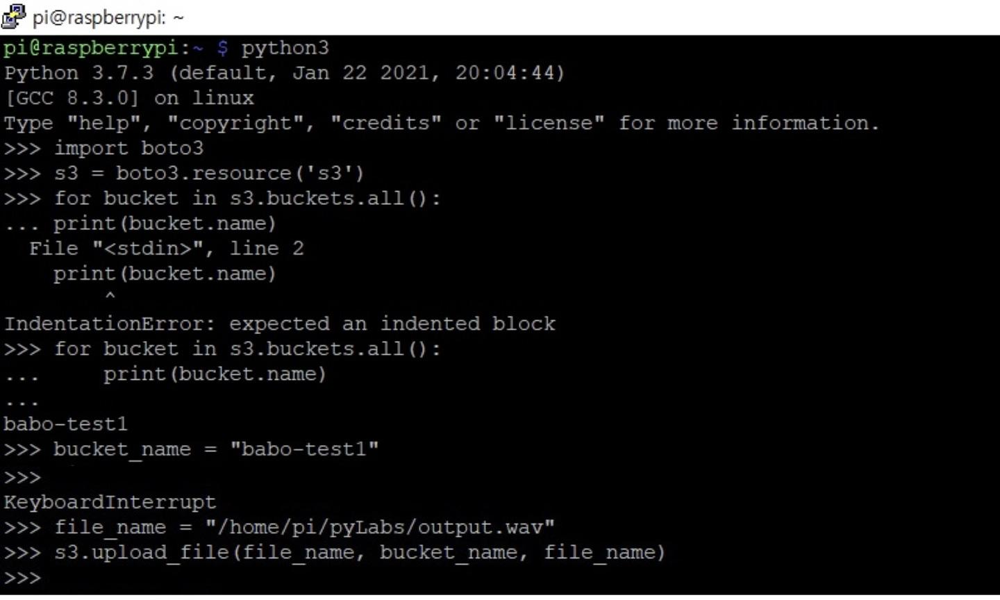 pi@raspberrypi: ~
pi@raspberrypi:~ $ python3
Python 3.7.3 (default, Jan 22 2021, 20:04:44)
[GCC 8.3.0] on linux
Type "help", "copyright", "credits" or "license" for more information.
>>> import boto3
>>> s3 = boto3.resource('s3')
>>> for bucket in s3.buckets.all():
... print(bucket.name)
  File "<stdin>", line 2
    print(bucket.name)
        ^
IndentationError: expected an indented block
>>> for bucket in s3.buckets.all():
...     print(bucket.name)
...
babo-test1
>>> bucket_name = "babo-test1"
>>>
KeyboardInterrupt
>>> file_name = "/home/pi/pyLabs/output.wav"
>>> s3.upload_file(file_name, bucket_name, file_name)
>>>